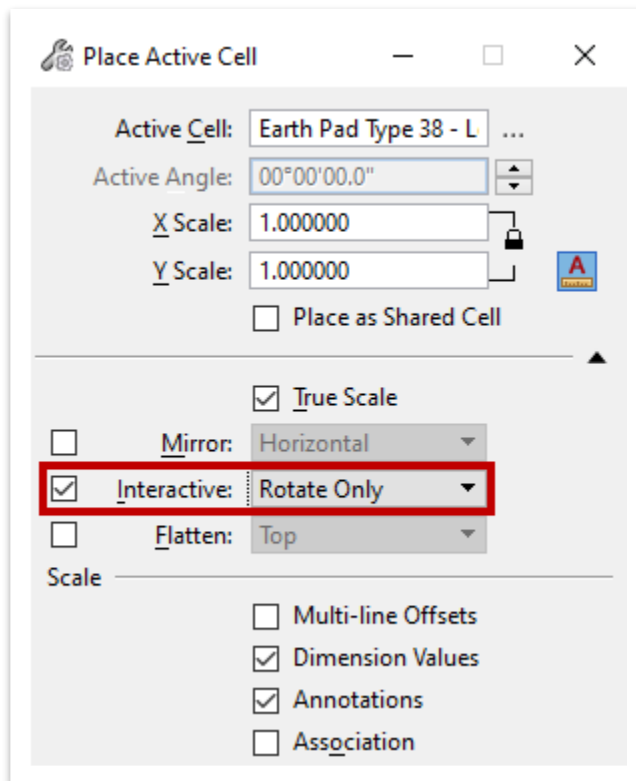 Place Active Cell
Active Cell: Earth Pad Type 38 - L ...
Active Angle: 00°00'00.0"
X Scale: 1.000000
Y Scale: 1.000000
A
Place as Shared Cell
True Scale
Mirror: Horizontal
Interactive: Rotate Only
Flatten: Top
Scale
Multi-line Offsets
Dimension Values
Annotations
Association